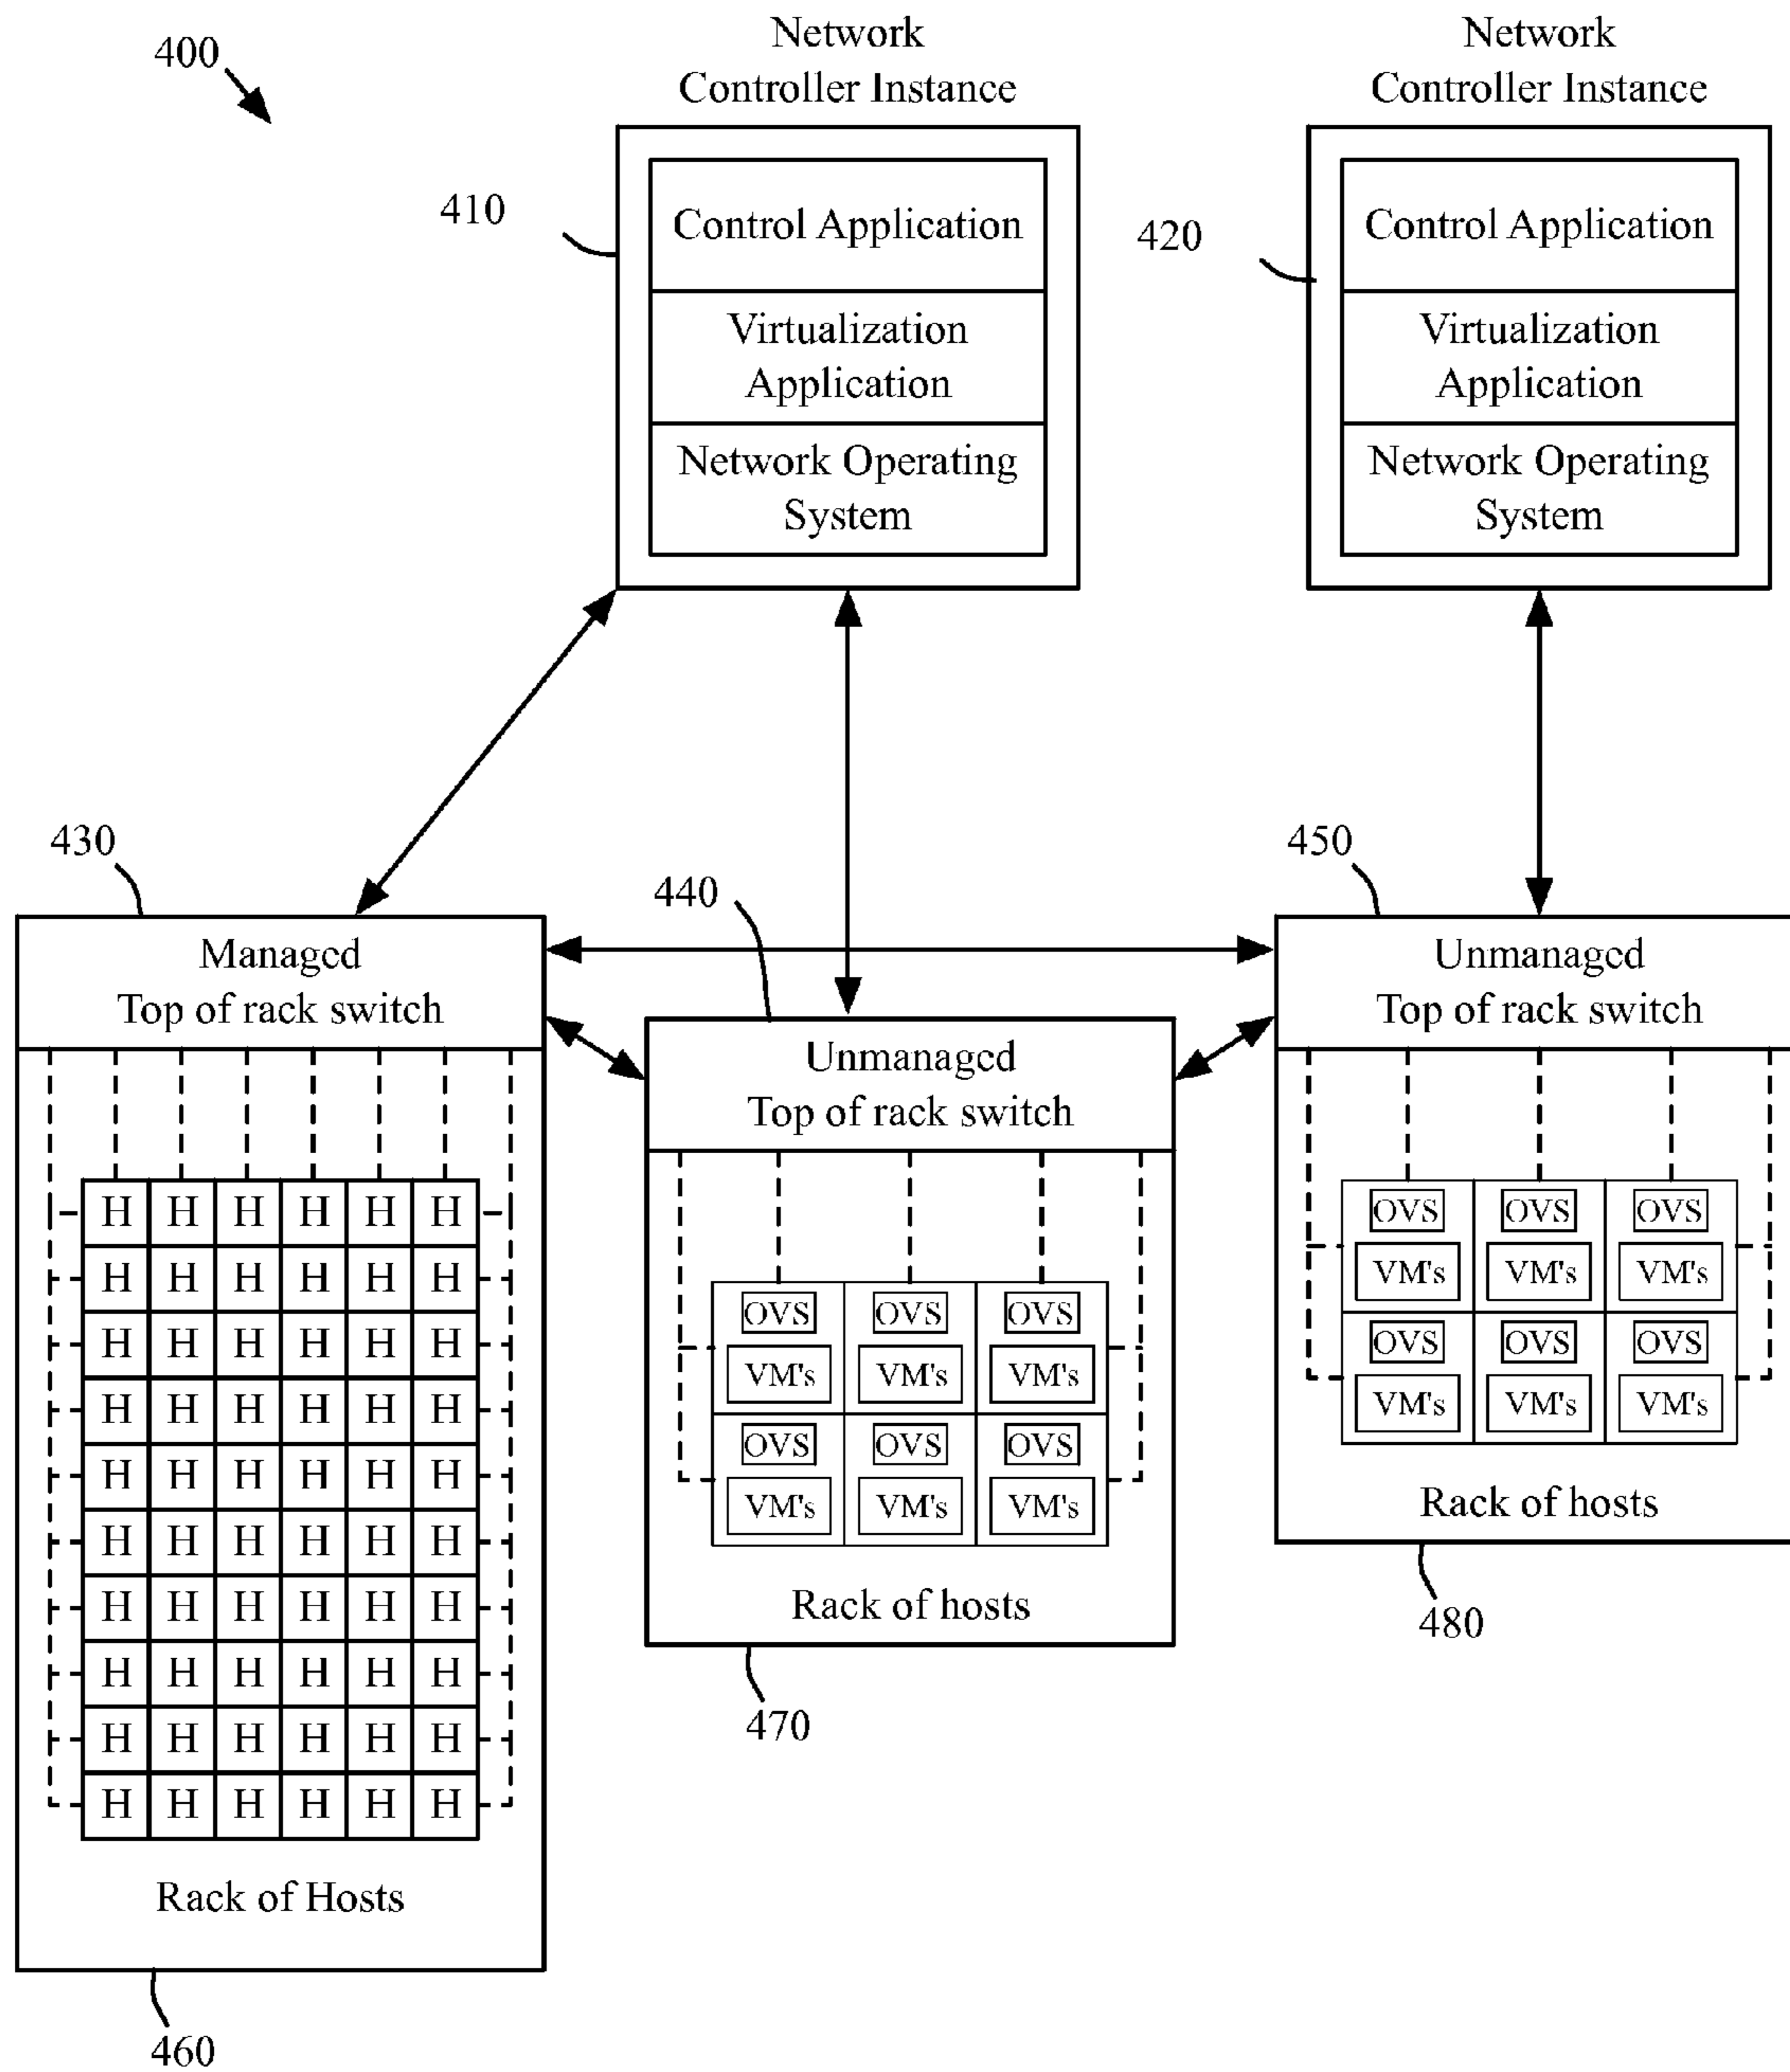 400
Network
Controller Instance
410
Control Application
Virtualization
Application
Network Operating
System
Network
Controller Instance
420
Control Application
Virtualization
Application
Network Operating
System
430
Managed
Top of rack switch
H H H H H H
H H H H H H
H H H H H H
H H H H H H
H H H H H H
H H H H H H
H H H H H H
H H H H H H
H H H H H H
H H H H H H
Rack of Hosts
460
440
Unmanaged
Top of rack switch
OVS OVS OVS
VM's VM's VM's
OVS OVS OVS
VM's VM's VM's
Rack of hosts
470
450
Unmanaged
Top of rack switch
OVS OVS OVS
VM's VM's VM's
OVS OVS OVS
VM's VM's VM's
Rack of hosts
480